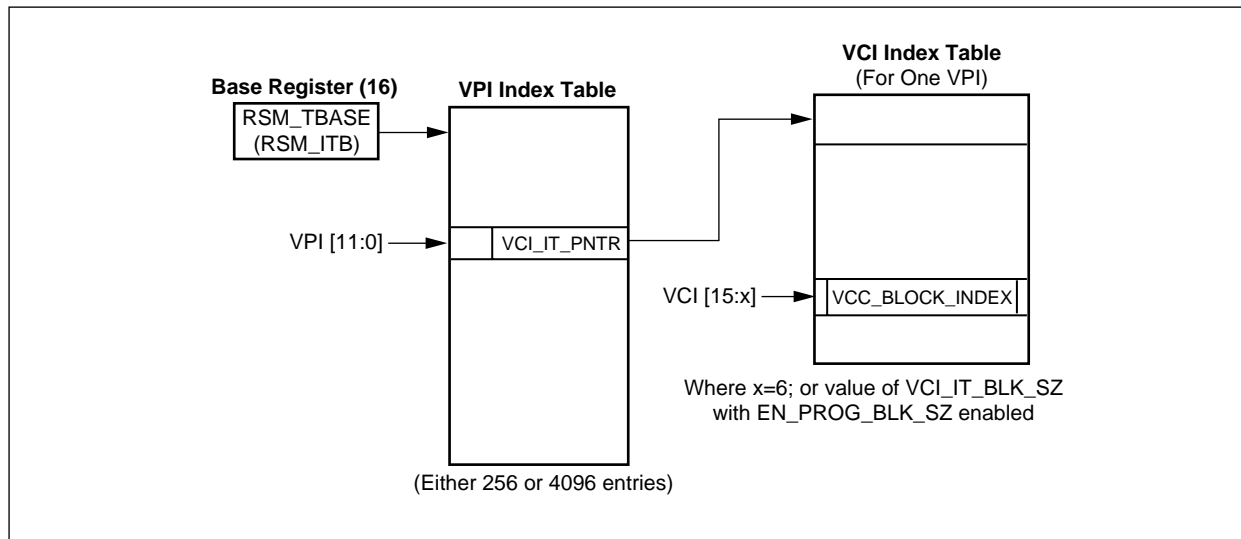 Base Register (16)
RSM_TBASE
(RSM_ITB)
VPI Index Table
VCI Index Table
(For One VPI)
VPI [11:0]
VCI_IT_PNTR
VCI [15:x]
VCC_BLOCK_INDEX
Where x=6; or value of VCI_IT_BLK_SZ
with EN_PROG_BLK_SZ enabled
(Either 256 or 4096 entries)